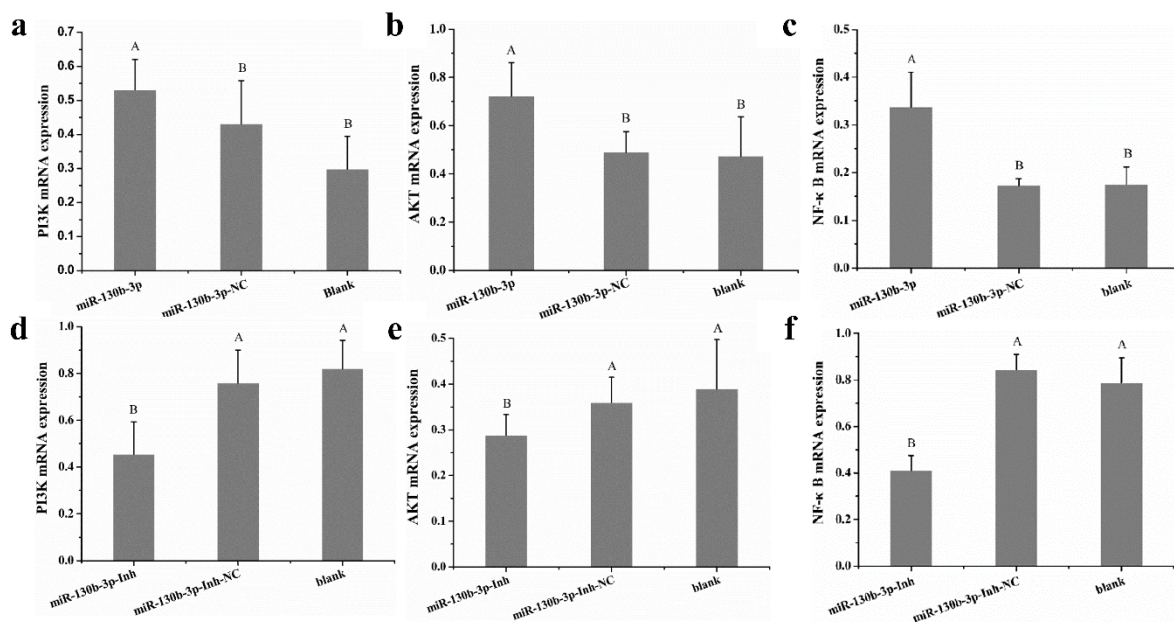 a
PI3K mRNA expression
0.7
0.6
0.5
0.4
0.3
0.2
0.1
0.0
A
B
B
miR-130b-3p
miR-130b-3p-NC
Blank
b
AKT mRNA expression
1.0
0.8
0.6
0.4
0.2
0.0
A
B
B
miR-130b-3p
miR-130b-3p-NC
blank
c
NF-κ B mRNA expression
0.5
0.4
0.3
0.2
0.1
0.0
A
B
B
miR-130b-3p
miR-130b-3p-NC
blank
d
PI3K mRNA expression
1.0
0.8
0.6
0.4
0.2
0.0
B
A
A
miR-130b-3p-Inh
miR-130b-3p-Inh-NC
blank
e
AKT mRNA expression
0.5
0.4
0.3
0.2
0.1
0.0
B
A
A
miR-130b-3p-Inh
miR-130b-3p-Inh-NC
blank
f
NF-κ B mRNA expression
1.0
0.8
0.6
0.4
0.2
0.0
B
A
A
miR-130b-3p-Inh
miR-130b-3p-Inh-NC
blank